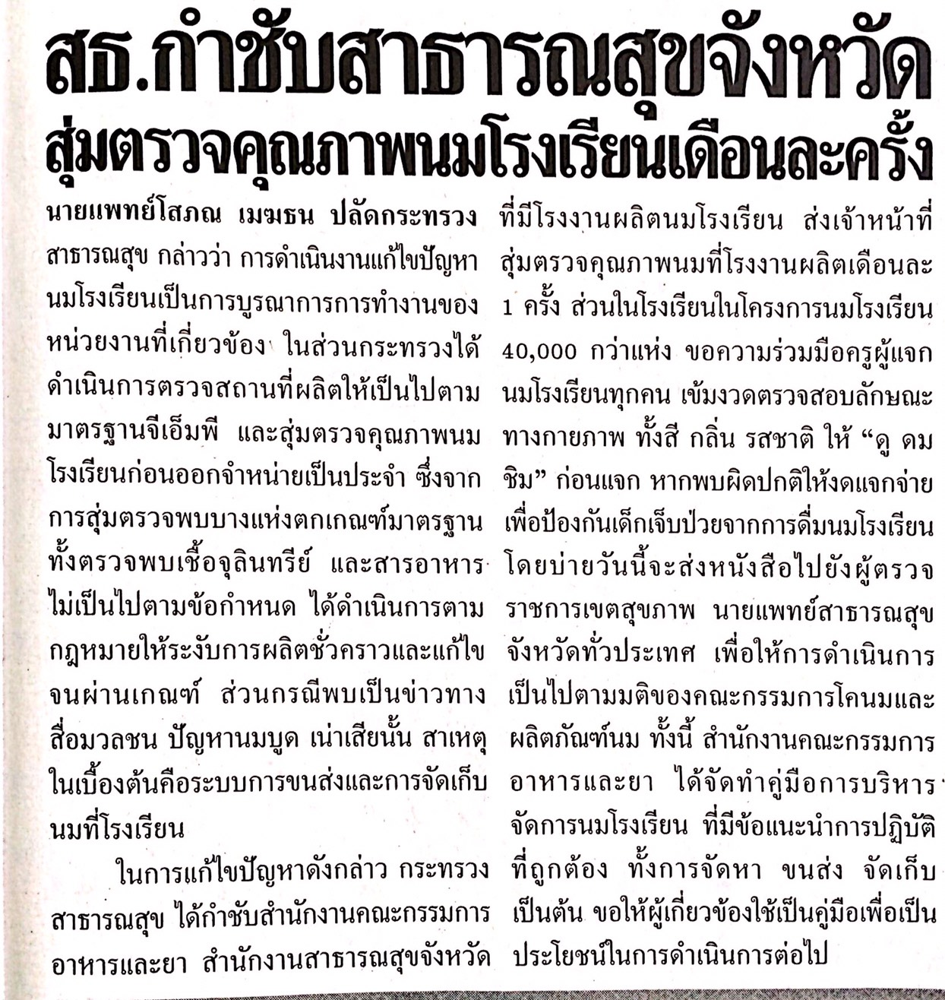 สธ.กำชับสาธารณสุขจังหวัด
สุ่มตรวจคุณภาพนมโรงเรียนเดือนละครั้ง
นายแพทย์โสภณ เมฆธน ปลัดกระทรวง
สาธารณสุข กล่าวว่า การดำเนินงานแก้ไขปัญหา
นมโรงเรียนเป็นการบูรณาการการทำงานของ
หน่วยงานที่เกี่ยวข้อง ในส่วนกระทรวงได้
ดำเนินการตรวจสถานที่ผลิตให้เป็นไปตาม
มาตรฐานจีเอ็มพี และสุ่มตรวจคุณภาพนม
โรงเรียนก่อนออกจำหน่ายเป็นประจำ ซึ่งจาก
การสุ่มตรวจพบบางแห่งตกเกณฑ์มาตรฐาน
ทั้งตรวจพบเชื้อจุลินทรีย์ และสารอาหาร
ไม่เป็นไปตามข้อกำหนด ได้ดำเนินการตาม
กฎหมายให้ระงับการผลิตชั่วคราวและแก้ไข
จนผ่านเกณฑ์ ส่วนกรณีพบเป็นข่าวทาง
สื่อมวลชน ปัญหานมบูด เน่าเสียนั้น สาเหตุ
ในเบื้องต้นคือระบบการขนส่งและการจัดเก็บ
นมที่โรงเรียน
ในการแก้ไขปัญหาดังกล่าว กระทรวง
สาธารณสุข ได้กำชับสำนักงานคณะกรรมการ
อาหารและยา สำนักงานสาธารณสุขจังหวัด
ที่มีโรงงานผลิตนมโรงเรียน ส่งเจ้าหน้าที่
สุ่มตรวจคุณภาพนมที่โรงงานผลิตเดือนละ
1 ครั้ง ส่วนในโรงเรียนในโครงการนมโรงเรียน
40,000 กว่าแห่ง ขอความร่วมมือครูผู้แจก
นมโรงเรียนทุกคน เข้มงวดตรวจสอบลักษณะ
ทางกายภาพ ทั้งสี กลิ่น รสชาติ ให้ “ดู ดม
ชิม” ก่อนแจก หากพบผิดปกติให้งดแจกจ่าย
เพื่อป้องกันเด็กเจ็บป่วยจากการดื่มนมโรงเรียน
โดยบ่ายวันนี้จะส่งหนังสือไปยังผู้ตรวจ
ราชการเขตสุขภาพ นายแพทย์สาธารณสุข
จังหวัดทั่วประเทศ เพื่อให้การดำเนินการ
เป็นไปตามมติของคณะกรรมการโคนมและ
ผลิตภัณฑ์นม ทั้งนี้ สำนักงานคณะกรรมการ
อาหารและยา ได้จัดทำคู่มือการบริหาร
จัดการนมโรงเรียน ที่มีข้อแนะนำการปฏิบัติ
ที่ถูกต้อง ทั้งการจัดหา ขนส่ง จัดเก็บ
เป็นต้น ขอให้ผู้เกี่ยวข้องใช้เป็นคู่มือเพื่อเป็น
ประโยชน์ในการดำเนินการต่อไป